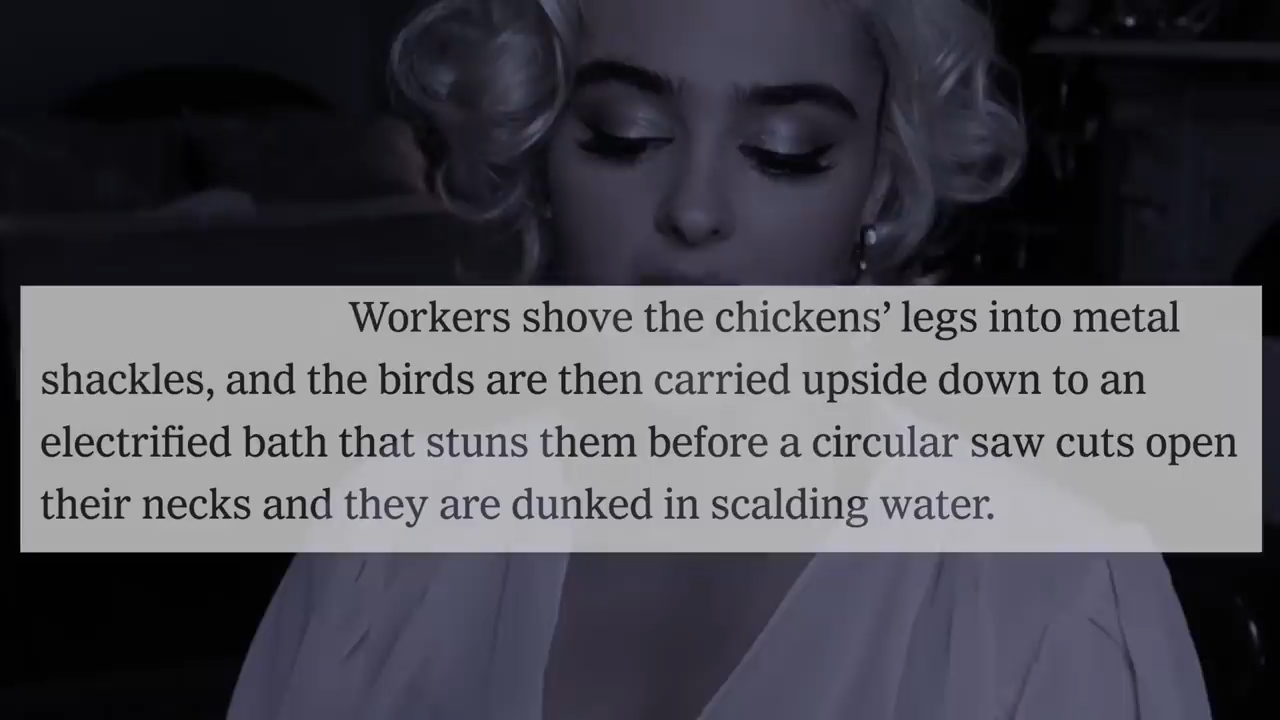 Workers shove the chickens’ legs into metal
shackles, and the birds are then carried upside down to an
electrified bath that stuns them before a circular saw cuts open
their necks and they are dunked in scalding water.